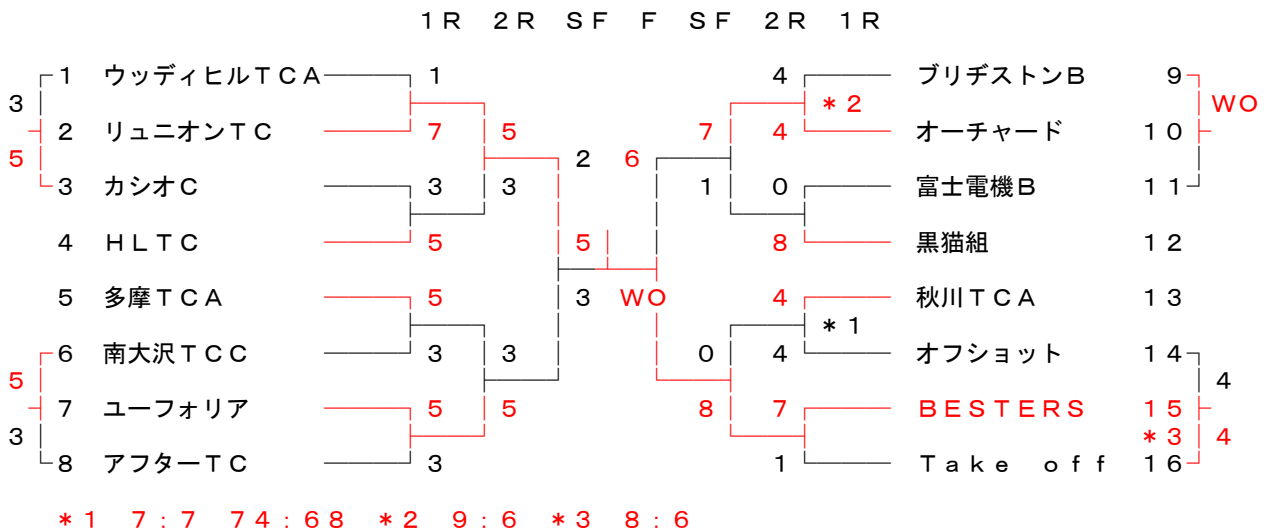 １Ｒ ２Ｒ ＳＦ Ｆ ＳＦ ２Ｒ １Ｒ
１ ウッディヒルＴＣＡ １ ４ ブリヂストンＢ ９
３ ＊２ ＷＯ
２ リュニオンＴＣ ７ ５ ７ ４ オーチャード １０
５ ２ ６
３ カシオＣ ３ ３ １ ０ 富士電機Ｂ １１
４ ＨＬＴＣ ５ ５ ８ 黒猫組 １２
５ 多摩ＴＣＡ ５ ３ ＷＯ ４ 秋川ＴＣＡ １３
＊１
６ 南大沢ＴＣＣ ３ ３ ０ ４ オフショット １４
５ ４
７ ユーフォリア ５ ５ ８ ７ ＢＥＳＴＥＲＳ １５
３ ＊３ ４
８ アフターＴＣ ３ １ Ｔａｋｅ ｏｆｆ １６
＊１ ７：７ ７４：６８ ＊２ ９：６ ＊３ ８：６